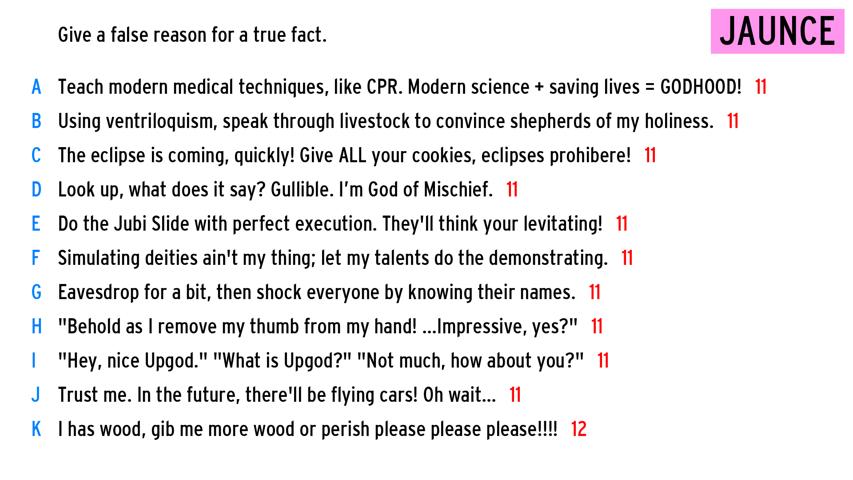 Give a false reason for a true fact.
JAUNCE
A Teach modern medical techniques, like CPR. Modern science + saving lives = GODHOOD! 11
B Using ventriloquism, speak through livestock to convince shepherds of my holiness. 11
C The eclipse is coming, quickly! Give ALL your cookies, eclipses prohibere! 11
D Look up, what does it say? Gullible. I'm God of Mischief. 11
E Do the Jubi Slide with perfect execution. They'll think your levitating! 11
F Simulating deities ain't my thing; let my talents do the demonstrating. 11
G Eavesdrop for a bit, then shock everyone by knowing their names. 11
H "Behold as I remove my thumb from my hand! ...Impressive, yes?" 11
I "Hey, nice Upgod." "What is Upgod?" "Not much, how about you?" 11
J Trust me. In the future, there'll be flying cars! Oh wait... 11
K I has wood, gib me more wood or perish please please please!!!! 12